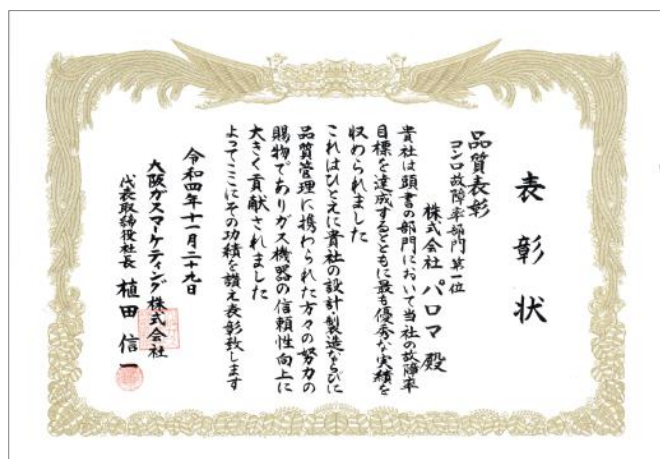 表彰状
品質表彰
コンロ故障率部門 第一位
株式会社 パロマ 殿
貴社は頭書の部門において当社の故障率
目標を達成するとともに最も優秀な実績を
収められました
これはひとえに貴社の設計・製造ならびに
品質管理に携わられた方々の努力の
賜物でありガス機器の信頼性向上に
大きく貢献されました
よってここにその功績を讃え表彰致します
令和四年十一月二十九日
大阪ガスマーケティング株式会社
代表取締役社長 植田 信一